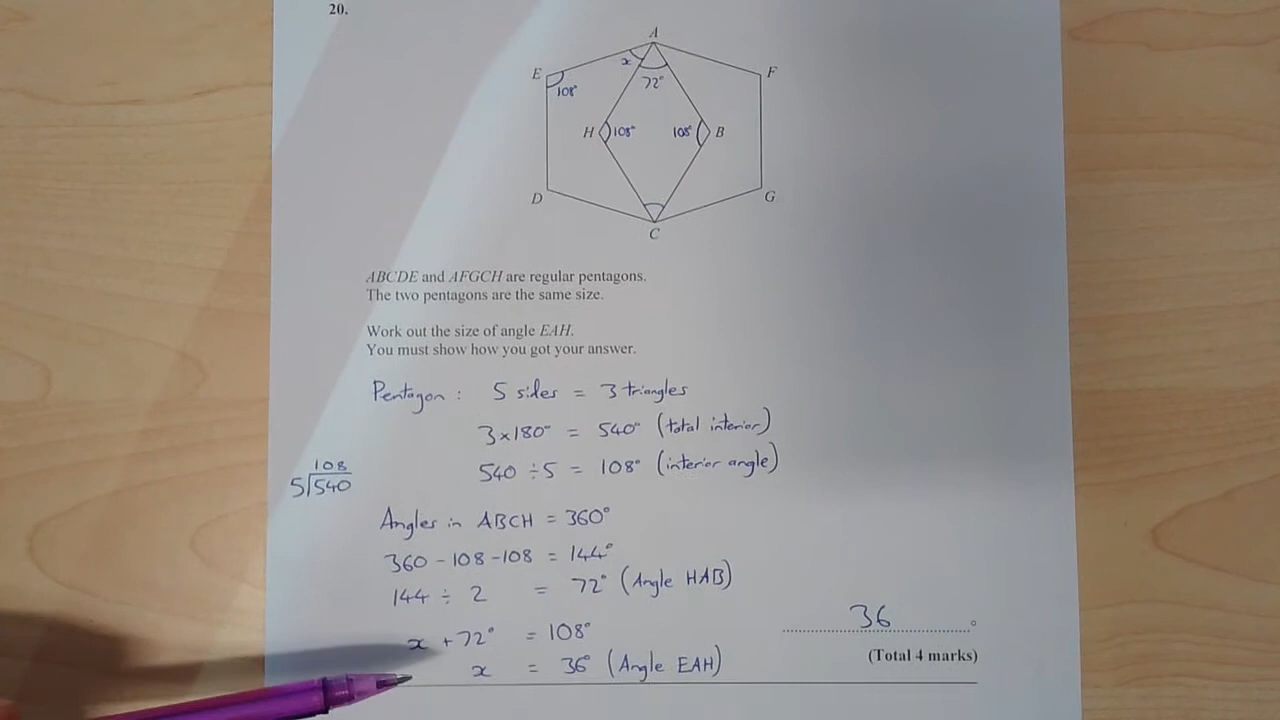 20.
A
x
E
F
72°
108°
H
108°
108°
B
D
G
C
ABCDE and AFGCH are regular pentagons.
The two pentagons are the same size.
Work out the size of angle EAH.
You must show how you got your answer.
Pentagon : 5 sides = 3 triangles
3 x 180° = 540° (total interior)
540 ÷ 5 = 108° (interior angle)
108
5 540
Angles in ABCH = 360°
360 - 108 - 108 = 144°
144 ÷ 2 = 72° (Angle HAB)
x + 72° = 108°
x = 36° (Angle EAH)
36°
(Total 4 marks)